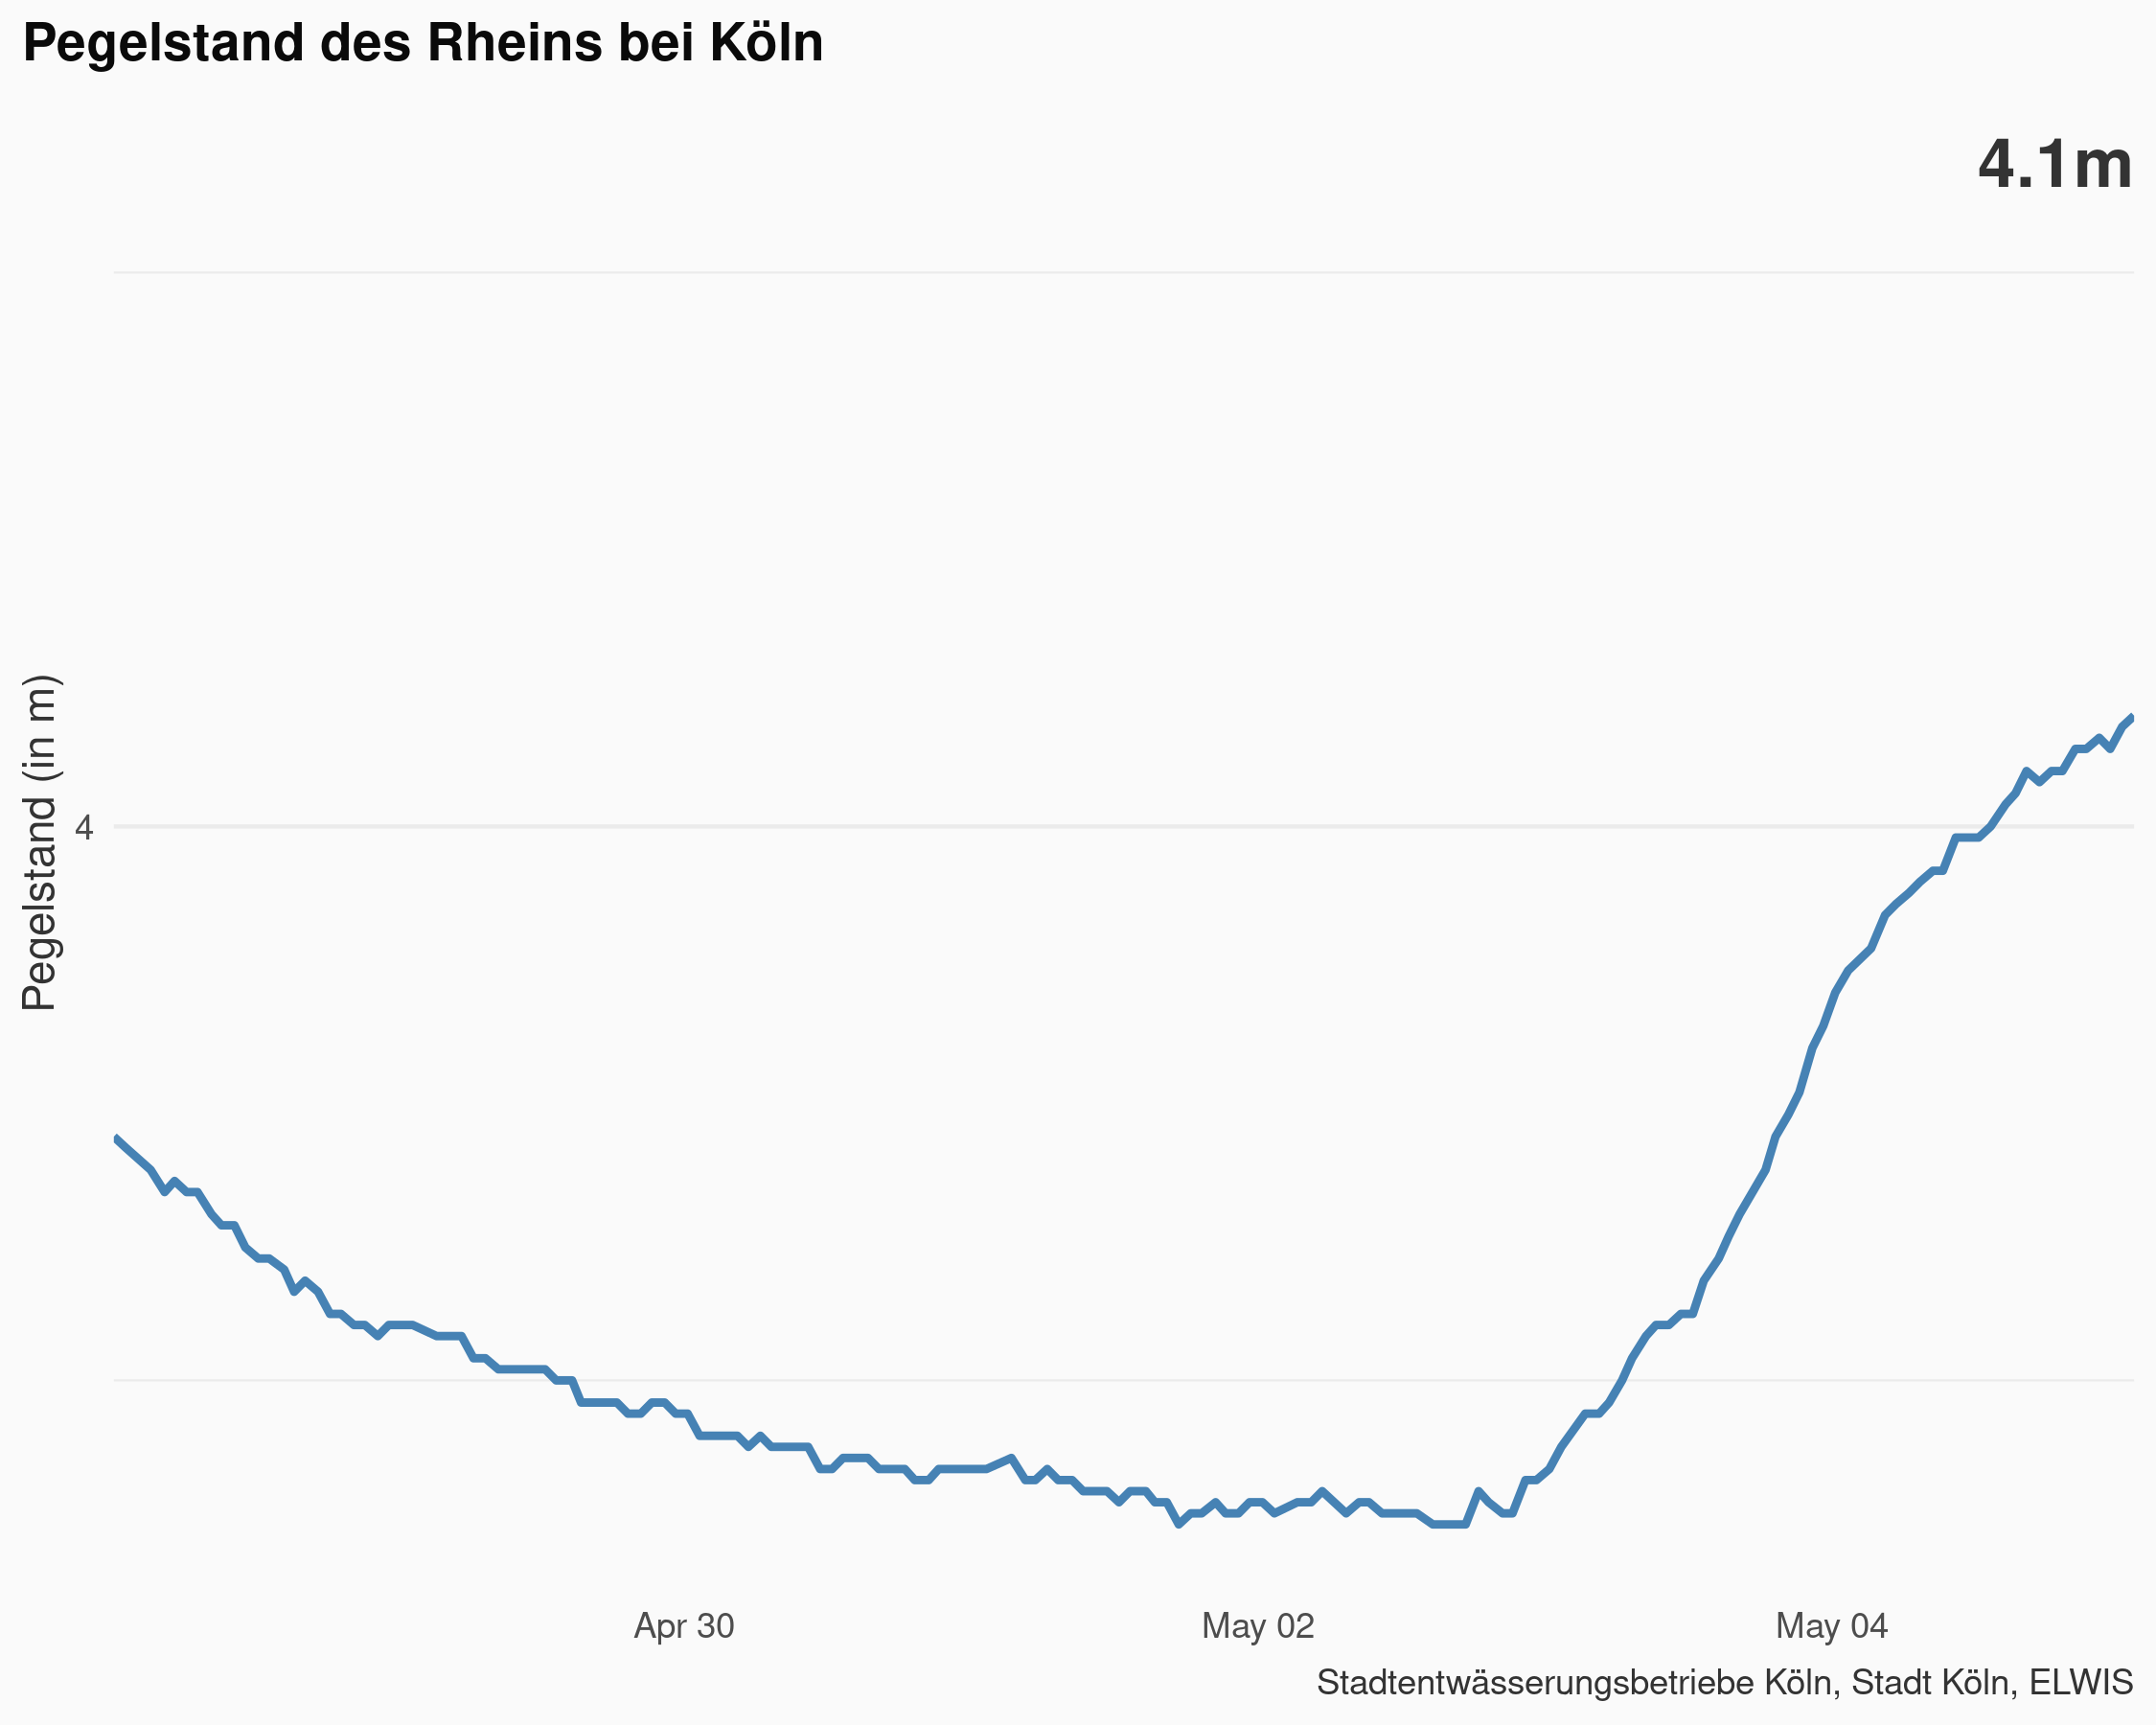 Pegelstand des Rheins bei Köln
4.1m
Pegelstand (in m)
4
Apr 30
May 02
May 04
Stadtentwässerungsbetriebe Köln, Stadt Köln, ELWIS